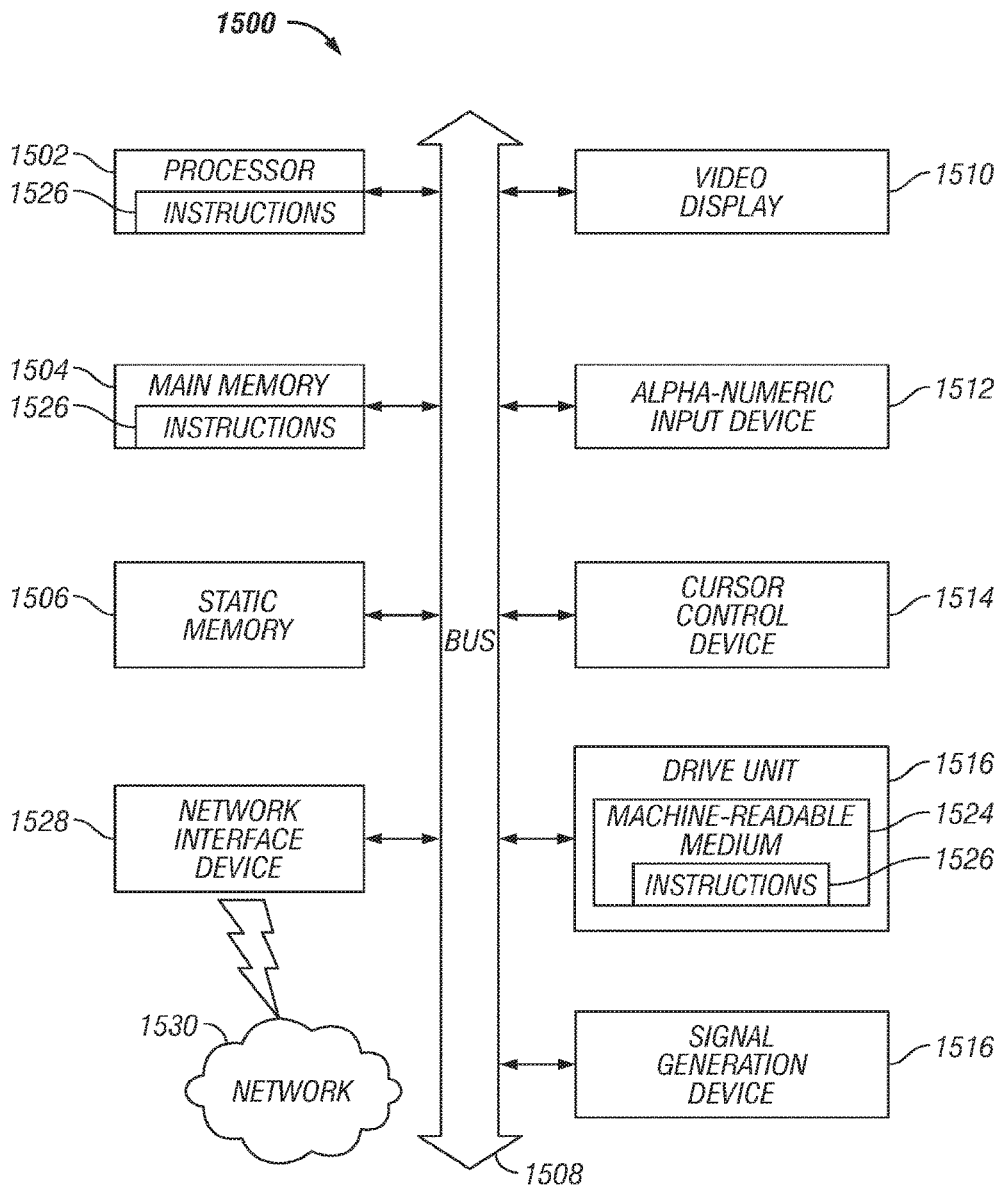 1500
1502
PROCESSOR
1526
INSTRUCTIONS
VIDEO
DISPLAY
1510
1504
MAIN MEMORY
1526
INSTRUCTIONS
ALPHA-NUMERIC
INPUT DEVICE
1512
1506
STATIC
MEMORY
BUS
CURSOR
CONTROL
DEVICE
1514
1528
NETWORK
INTERFACE
DEVICE
DRIVE UNIT
1516
MACHINE-READABLE
MEDIUM
1524
INSTRUCTIONS
1526
1530
NETWORK
SIGNAL
GENERATION
DEVICE
1516
1508